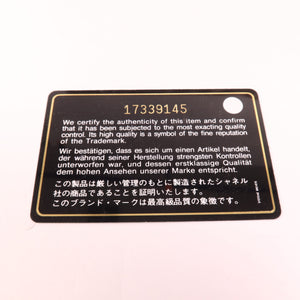 17339145
We certify the authenticity of this item and confirm
that it has been subjected to the most exacting quality
control. Its high quality is a symbol of the fine reputation
of the Trademark.
Wir bestätigen, dass es sich um einen Artikel handelt,
der während seiner Herstellung strengsten Kontrollen
unterworfen war, und dessen erstklassige Qualität
dem hohen Ansehen unserer Marke entspricht.
この製品は厳しい管理のもとに製造されたシャネル
社の商品であることを証明いたします。
このブランド・マークは最高級品質の象徴です。